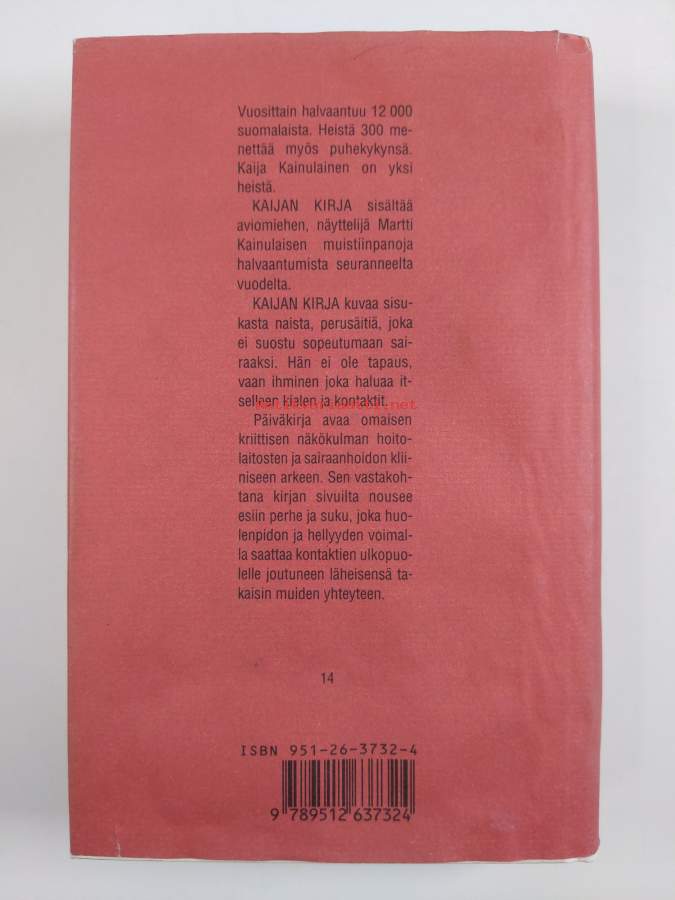 Vuosittain halvaantuu 12 000
suomalaista. Heistä 300 me-
nettää myös puhekykynsä.
Kaija Kainulainen on yksi
heistä.
KAIJAN KIRJA sisältää
aviomiehen, näyttelijä Martti
Kainulaisen muistiinpanoja
halvaantumista seuranneelta
vuodelta.
KAIJAN KIRJA kuvaa sisu-
kasta naista, perusäitiä, joka
ei suostu sopeutumaan sai-
raaksi. Hän ei ole tapaus,
vaan ihminen joka haluaa it-
selleen kielen ja kontaktit.
Päiväkirja avaa omaisen
kriittisen näkökulman hoito-
laitosten ja sairaanhoidon klii-
niseen arkeen. Sen vastakoh-
tana kirjan sivuilta nousee
esiin perhe ja suku, joka huo-
lenpidon ja hellyyden voimal-
la saattaa kontaktien ulkopuo-
lelle joutuneen läheisensä ta-
kaisin muiden yhteyteen.
14
ISBN 951-26-3732-4
9 789512 637324